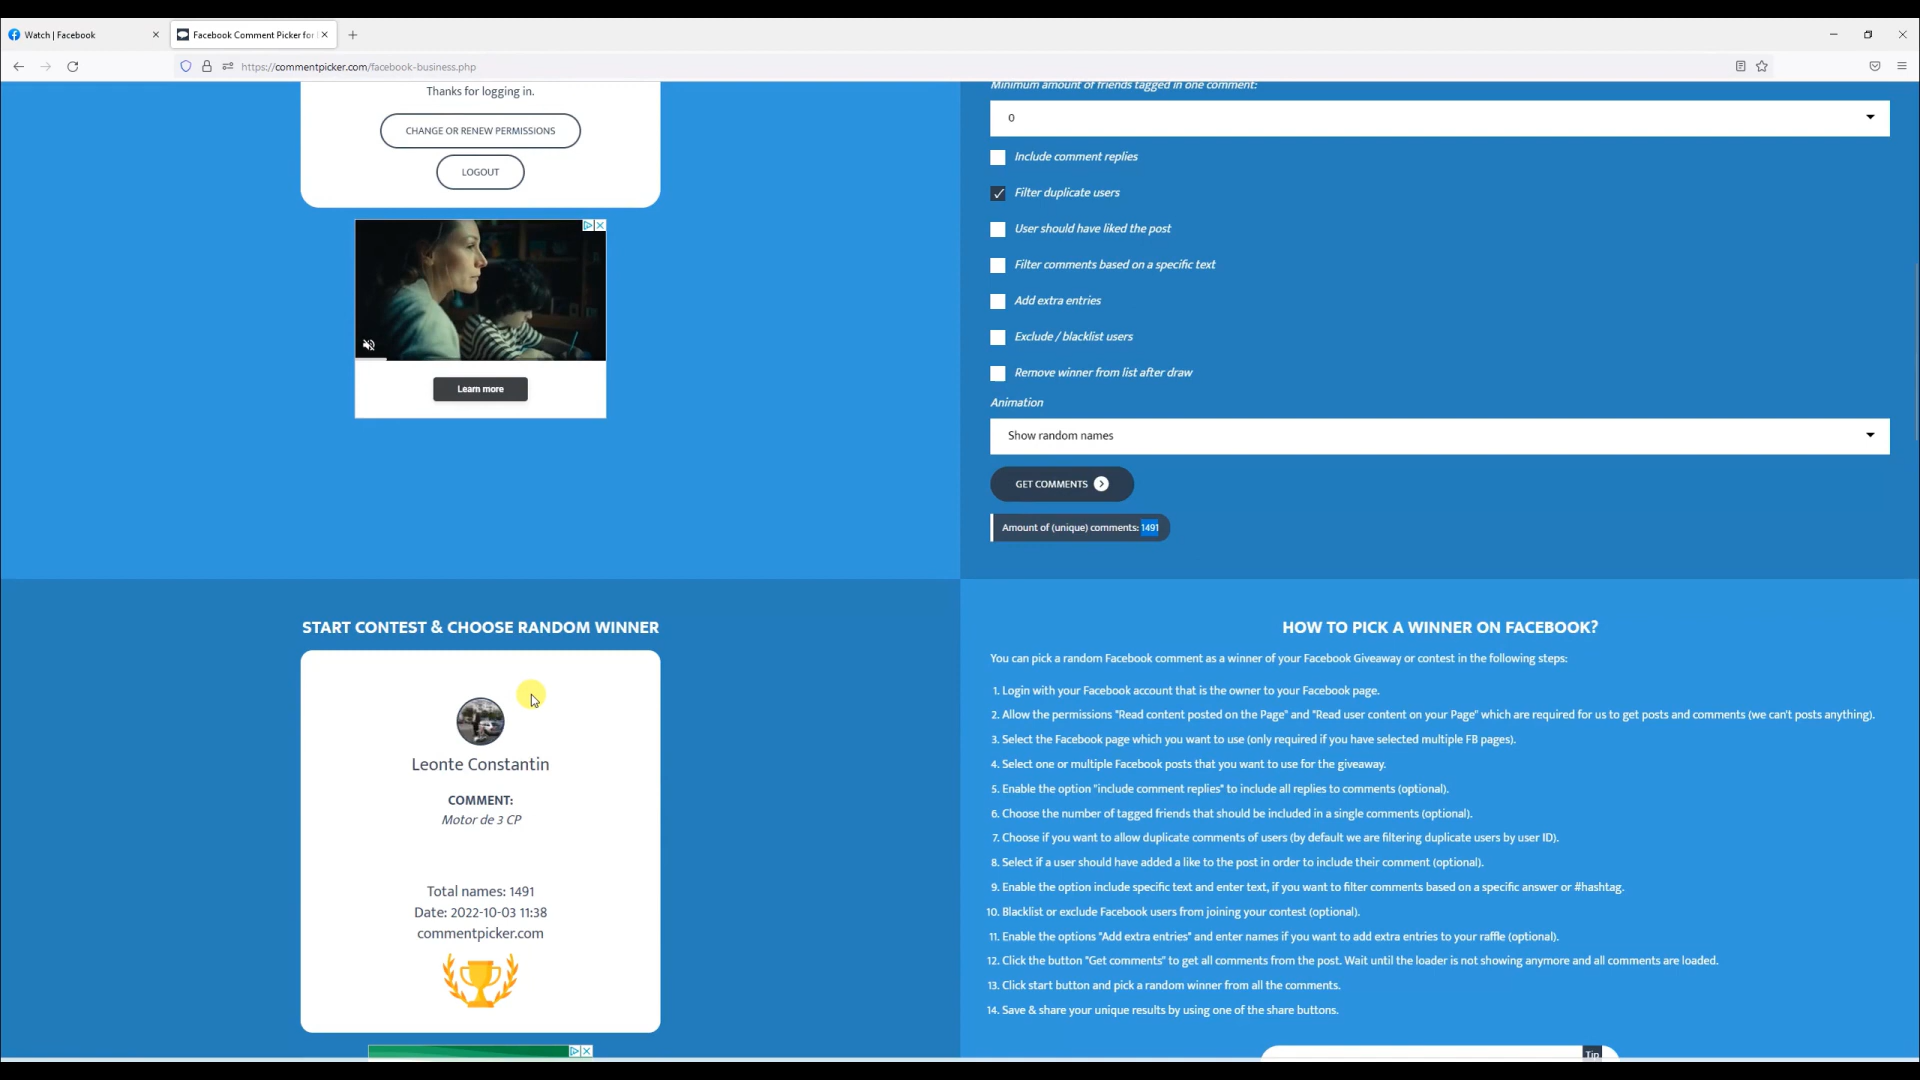 Watch | Facebook
Facebook Comment Picker for
https://commentpicker.com/facebook-business.php
Thanks for logging in.
CHANGE OR RENEW PERMISSIONS
LOGOUT
Learn more
Minimum amount of friends tagged in one comment:
0
Include comment replies
Filter duplicate users
User should have liked the post
Filter comments based on a specific text
Add extra entries
Exclude / blacklist users
Remove winner from list after draw
Animation
Show random names
GET COMMENTS
Amount of (unique) comments: 1491
START CONTEST & CHOOSE RANDOM WINNER
Leonte Constantin
COMMENT:
Motor de 3 CP
Total names: 1491
Date: 2022-10-03 11:38
commentpicker.com
HOW TO PICK A WINNER ON FACEBOOK?
You can pick a random Facebook comment as a winner of your Facebook Giveaway or contest in the following steps:
1. Login with your Facebook account that is the owner to your Facebook page.
2. Allow the permissions "Read content posted on the Page" and "Read user content on your Page" which are required for us to get posts and comments (we can't posts anything).
3. Select the Facebook page which you want to use (only required if you have selected multiple FB pages).
4. Select one or multiple Facebook posts that you want to use for the giveaway.
5. Enable the option "include comment replies" to include all replies to comments (optional).
6. Choose the number of tagged friends that should be included in a single comments (optional).
7. Choose if you want to allow duplicate comments of users (by default we are filtering duplicate users by user ID).
8. Select if a user should have added a like to the post in order to include their comment (optional).
9. Enable the option include specific text and enter text, if you want to filter comments based on a specific answer or #hashtag.
10. Blacklist or exclude Facebook users from joining your contest (optional).
11. Enable the options "Add extra entries" and enter names if you want to add extra entries to your raffle (optional).
12. Click the button "Get comments" to get all comments from the post. Wait until the loader is not showing anymore and all comments are loaded.
13. Click start button and pick a random winner from all the comments.
14. Save & share your unique results by using one of the share buttons.
Tip